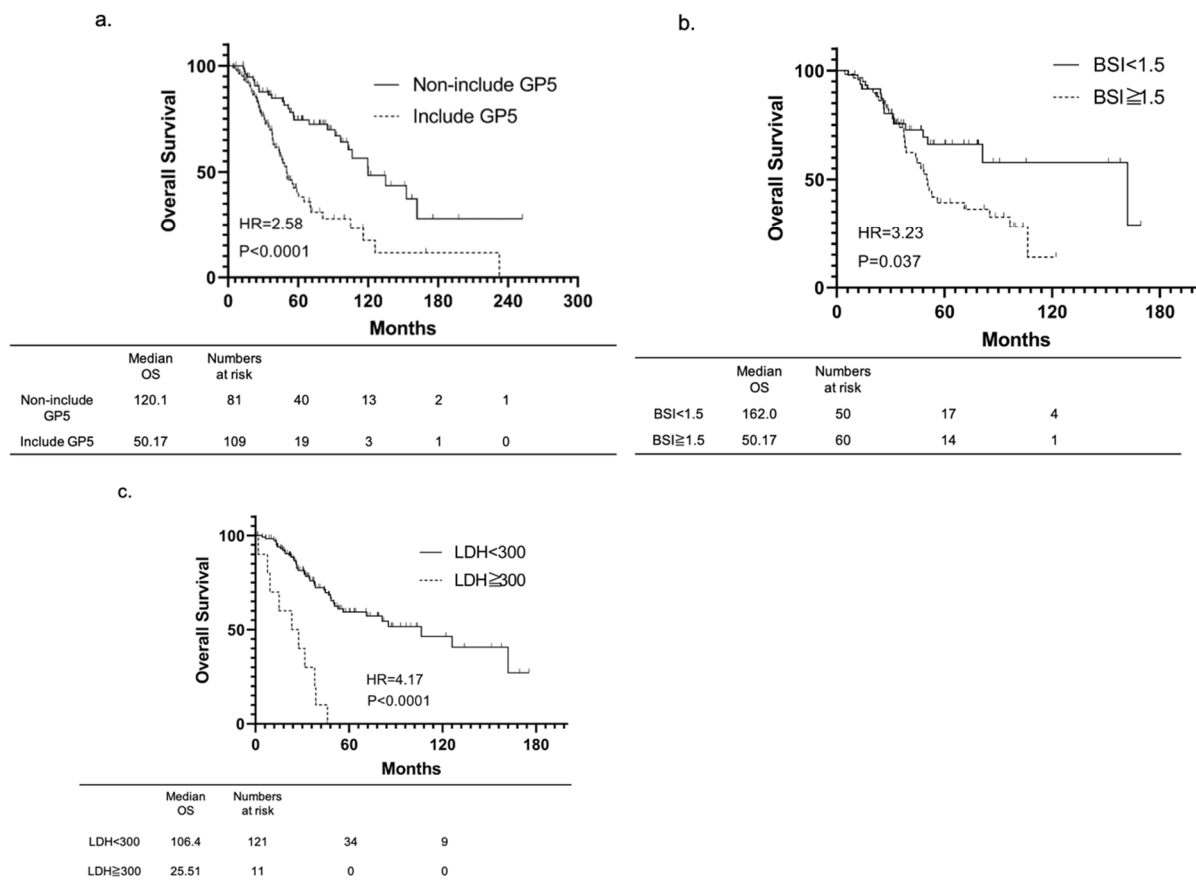 a.
Overall Survival
100
50
0
Non-include GP5
Include GP5
HR=2.58
P<0.0001
0 60 120 180 240 300
Months
Median OS
Numbers at risk
Non-include GP5 120.1 81 40 13 2 1
Include GP5 50.17 109 19 3 1 0
b.
Overall Survival
100
50
0
BSI<1.5
BSI≧1.5
HR=3.23
P=0.037
0 60 120 180
Months
Median OS
Numbers at risk
BSI<1.5 162.0 50 17 4
BSI≧1.5 50.17 60 14 1
c.
Overall Survival
100
50
0
LDH<300
LDH≧300
HR=4.17
P<0.0001
0 60 120 180
Months
Median OS
Numbers at risk
LDH<300 106.4 121 34 9
LDH≧300 25.51 11 0 0